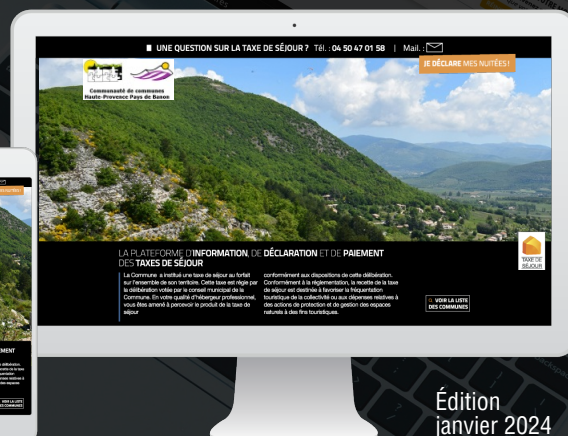 UNE QUESTION SUR LA TAXE DE SÉJOUR ? Tél. : 04 50 47 01 58 | Mail. :
JE DÉCLARE MES NUITÉES !
Communauté de communes
Haute-Provence Pays de Banon
LA PLATEFORME D'INFORMATION, DE DÉCLARATION ET DE PAIEMENT
DES TAXES DE SÉJOUR
La Commune a institué une taxe de séjour au forfait
sur l'ensemble de son territoire. Cette taxe est régie par
la délibération votée par le conseil municipal de la
Commune. En votre qualité d'hébergeur professionnel,
vous êtes amené à percevoir le produit de la taxe de
séjour
conformément aux dispositions de cette délibération.
Conformément à la réglementation, la recette de la taxe
de séjour est destinée à favoriser la fréquentation
touristique de la collectivité ou aux dépenses relatives à
des actions de protection et de gestion des espaces
naturels à des fins touristiques.
TAXE DE
SÉJOUR
VOIR LA LISTE
DES COMMUNES
Édition
janvier 2024